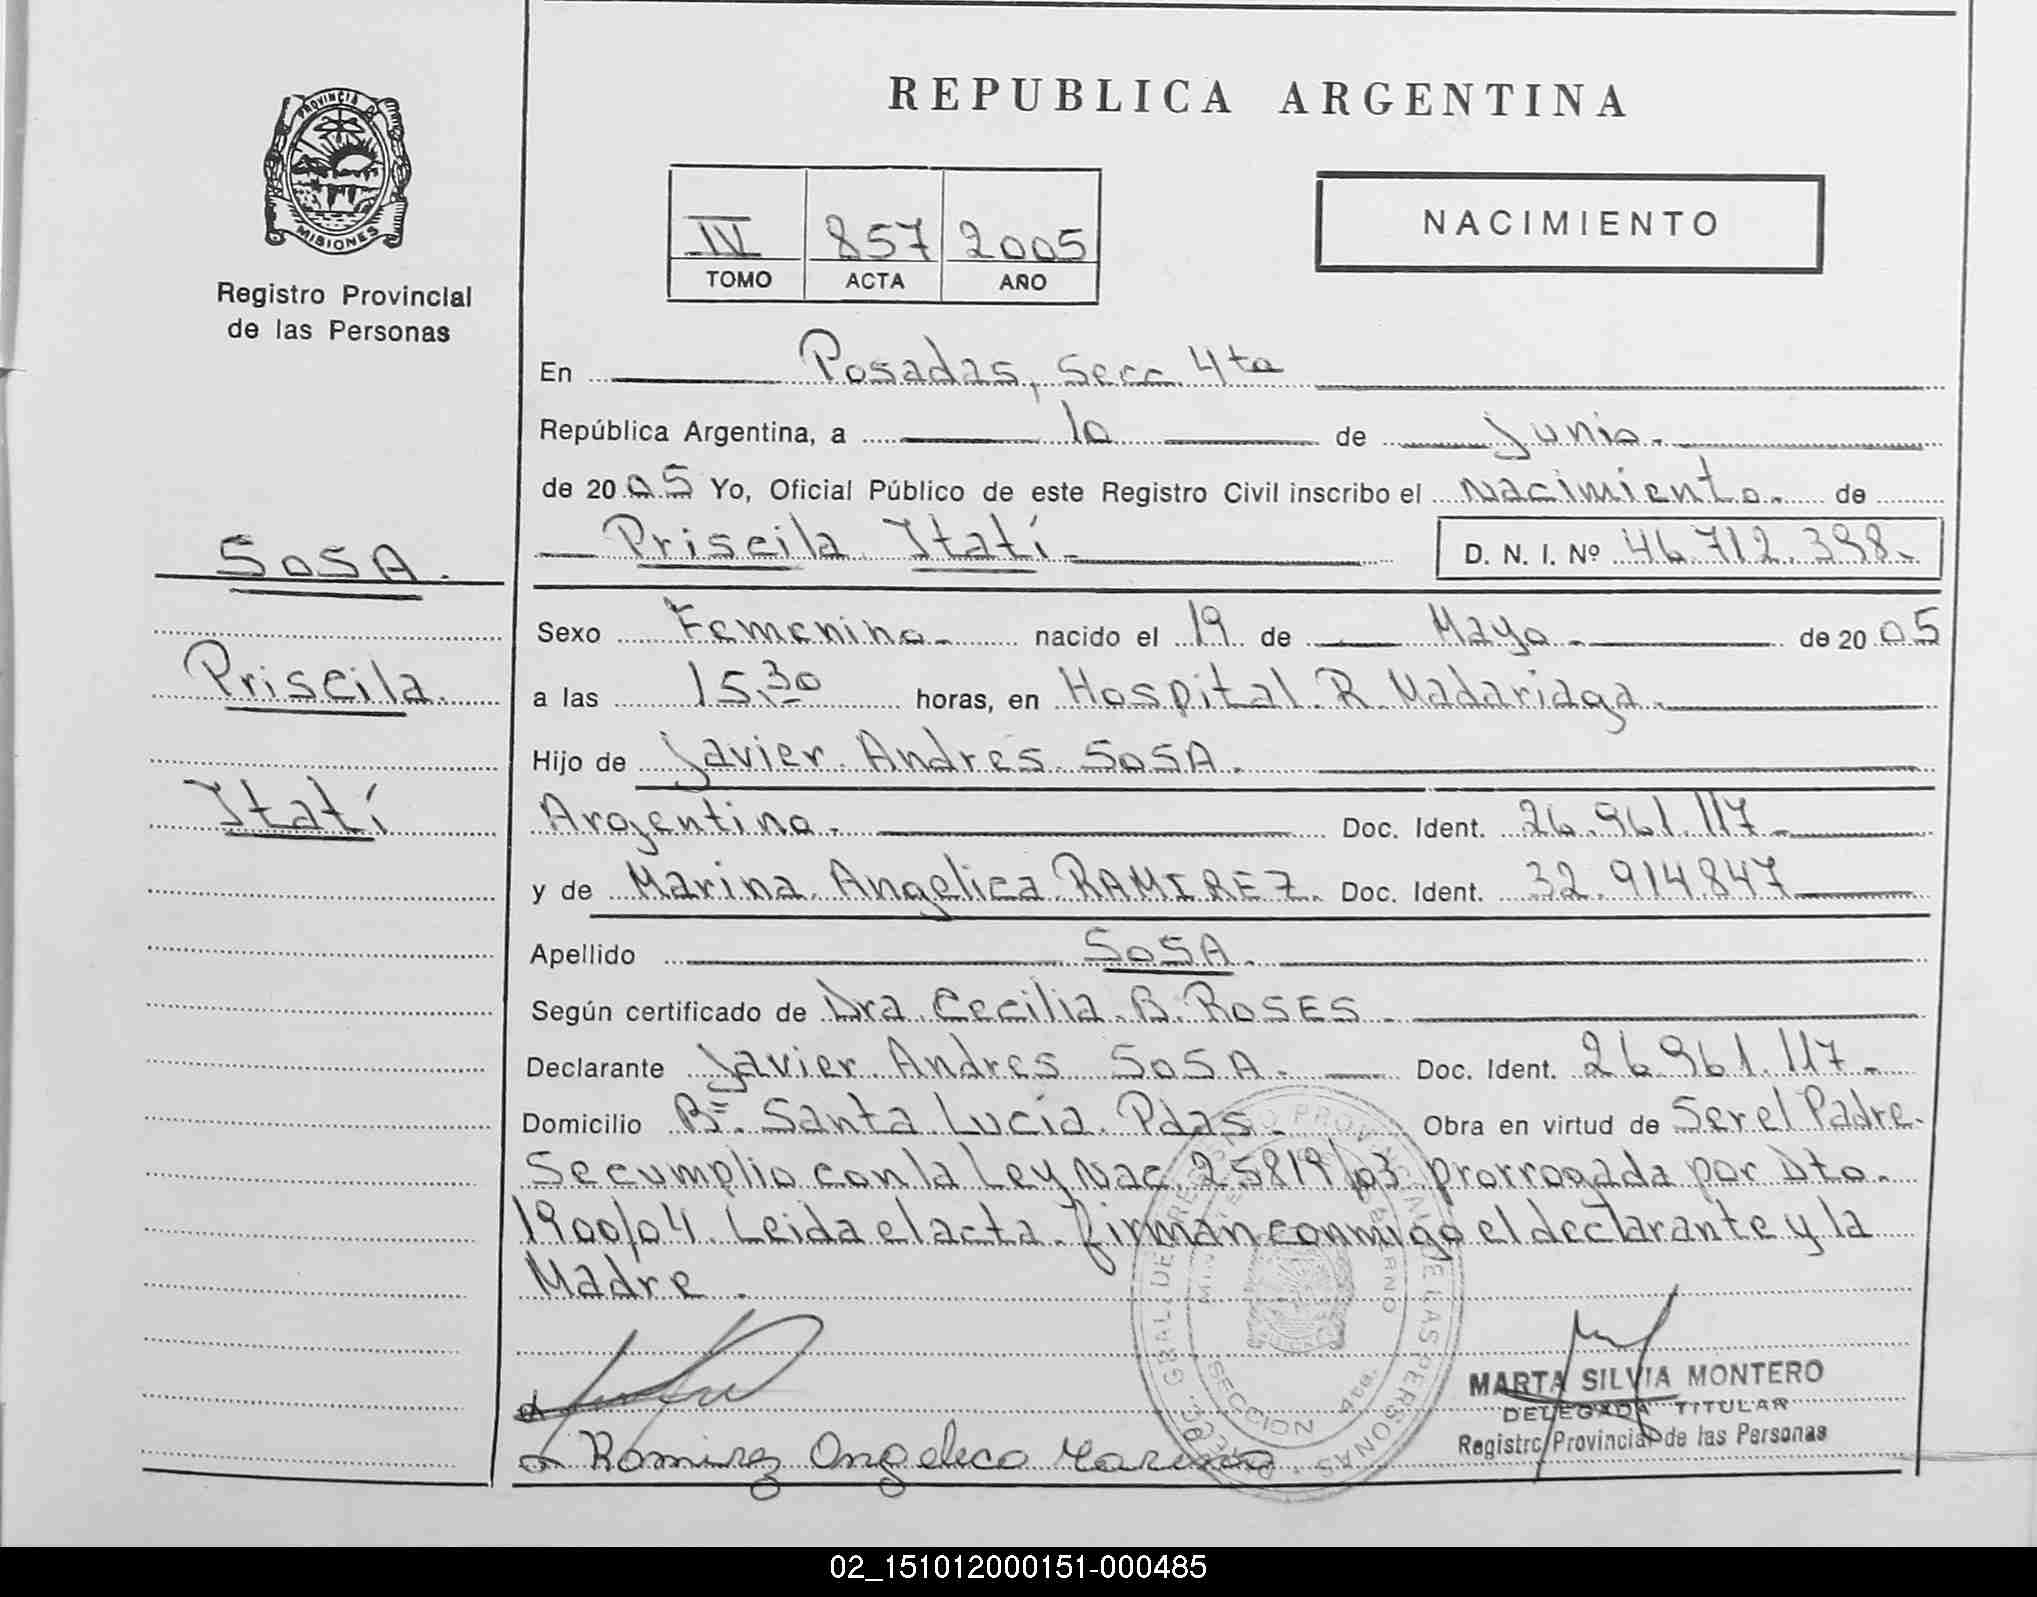 PROVINCIA DE
MISIONES
Registro Provincial
de las Personas
SOSA.
Priscila
Itatí
REPUBLICA ARGENTINA
IV 857 2005
TOMO ACTA AÑO
NACIMIENTO
En Posadas, Secc. 4ta
República Argentina, a 10 de Junio.
de 2005 Yo, Oficial Público de este Registro Civil inscribo el Nacimiento. de
Priscila Itatí - D. N. I. Nº 46.712.398.-
Sexo Femenino.- nacido el 19 de Mayo.- de 2005
a las 15,30 horas, en Hospital. R. Madariaga.
Hijo de Javier Andres SOSA.
Argentino.- Doc. Ident. 26.961.117.-
y de Marina Angelica RAMIREZ. Doc. Ident. 32.914.847
Apellido SOSA.
Según certificado de Dra. Cecilia B. ROSES.-
Declarante Javier Andres SOSA.- Doc. Ident. 26.961.117.-
Domicilio Bº. Santa Lucía. Pdas. Obra en virtud de Ser el Padre.
Se cumplio con la Ley Nac. 25819/03 prorrogada por Dto.
1900/04. Leida el acta. firman conmigo el declarante y la
Madre.
Ramirez Angelica Marina
MARTA SILVIA MONTERO
DELEGADA TITULAR
Registro Provincial de las Personas
SECCION 4ta.
02_151012000151-000485